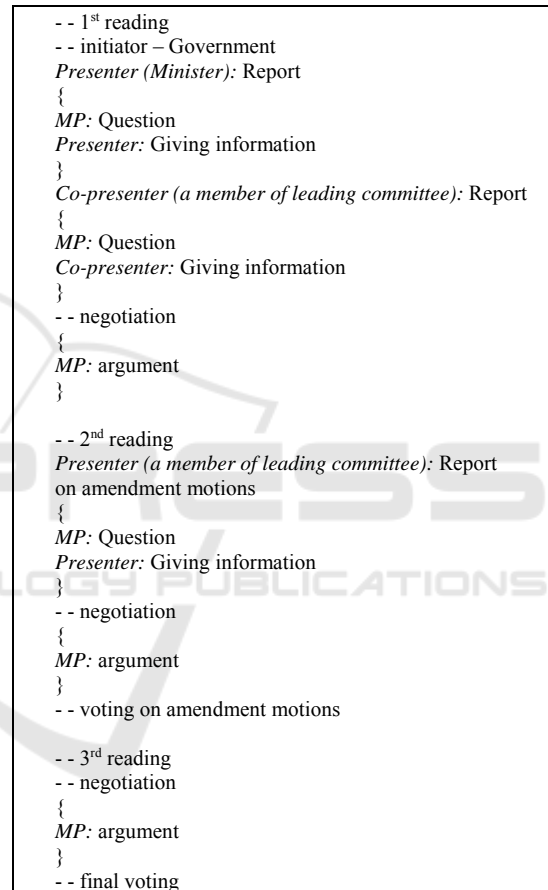 - - 1st reading
- - initiator – Government
Presenter (Minister): Report
{
MP: Question
Presenter: Giving information
}
Co-presenter (a member of leading committee): Report
{
MP: Question
Co-presenter: Giving information
}
- - negotiation
{
MP: argument
}
- - 2nd reading
Presenter (a member of leading committee): Report
on amendment motions
{
MP: Question
Presenter: Giving information
}
- - negotiation
{
MP: argument
}
- - voting on amendment motions
- - 3rd reading
- - negotiation
{
MP: argument
}
- - final voting
PRESS
LOGY PUBLICATIONS